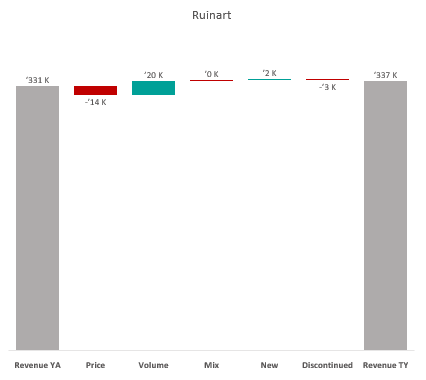 Ruinart
'331 K
-'14 K
'20 K
'0 K
'2 K
-'3 K
'337 K
Revenue YA
Price
Volume
Mix
New
Discontinued
Revenue TY